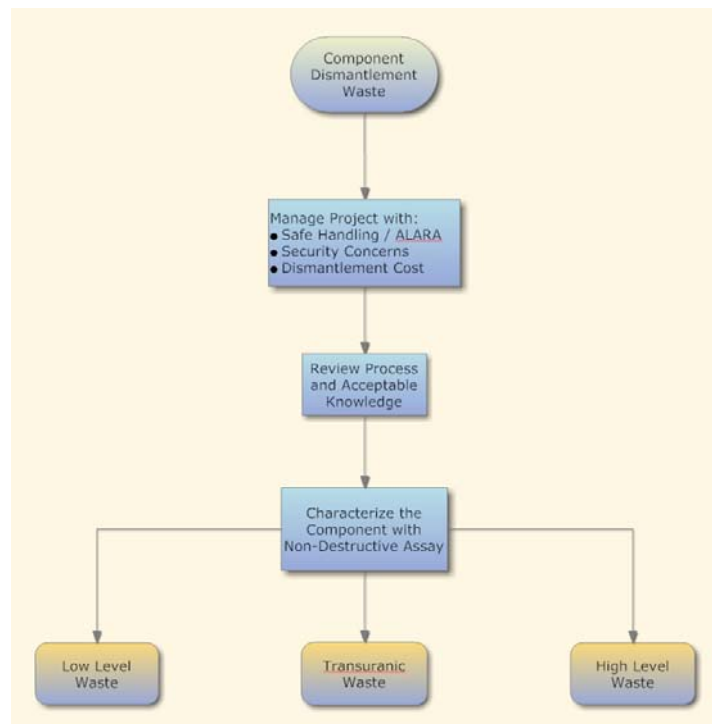 Component
Dismantlement
Waste
Manage Project with:
● Safe Handling / ALARA
● Security Concerns
● Dismantlement Cost
Review Process
and Acceptable
Knowledge
Characterize the
Component with
Non-Destructive Assay
Low Level
Waste
Transuranic
Waste
High Level
Waste